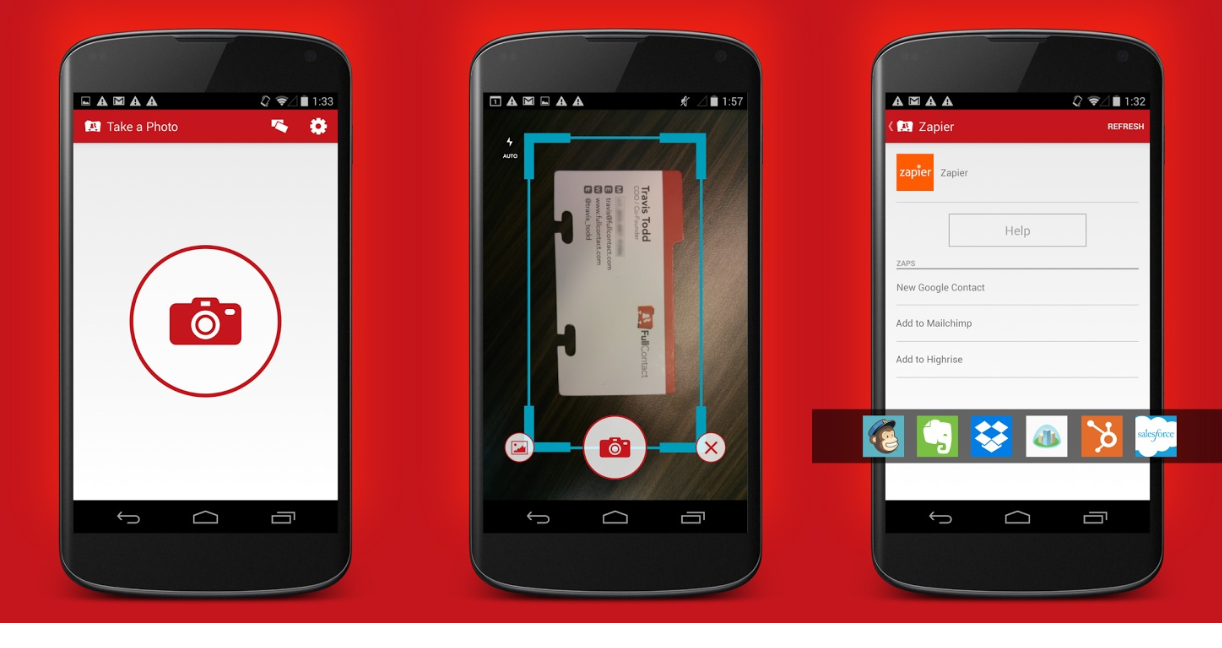 1:33
Take a Photo
1:57
AUTO
Travis Todd
COO / Co-Founder
M
E travis@fullcontact.com
W www.fullcontact.com
T @travis_todd
FullContact
1:32
Zapier
REFRESH
zapier
Zapier
Help
ZAPS
New Google Contact
Add to Mailchimp
Add to Highrise
salesforce